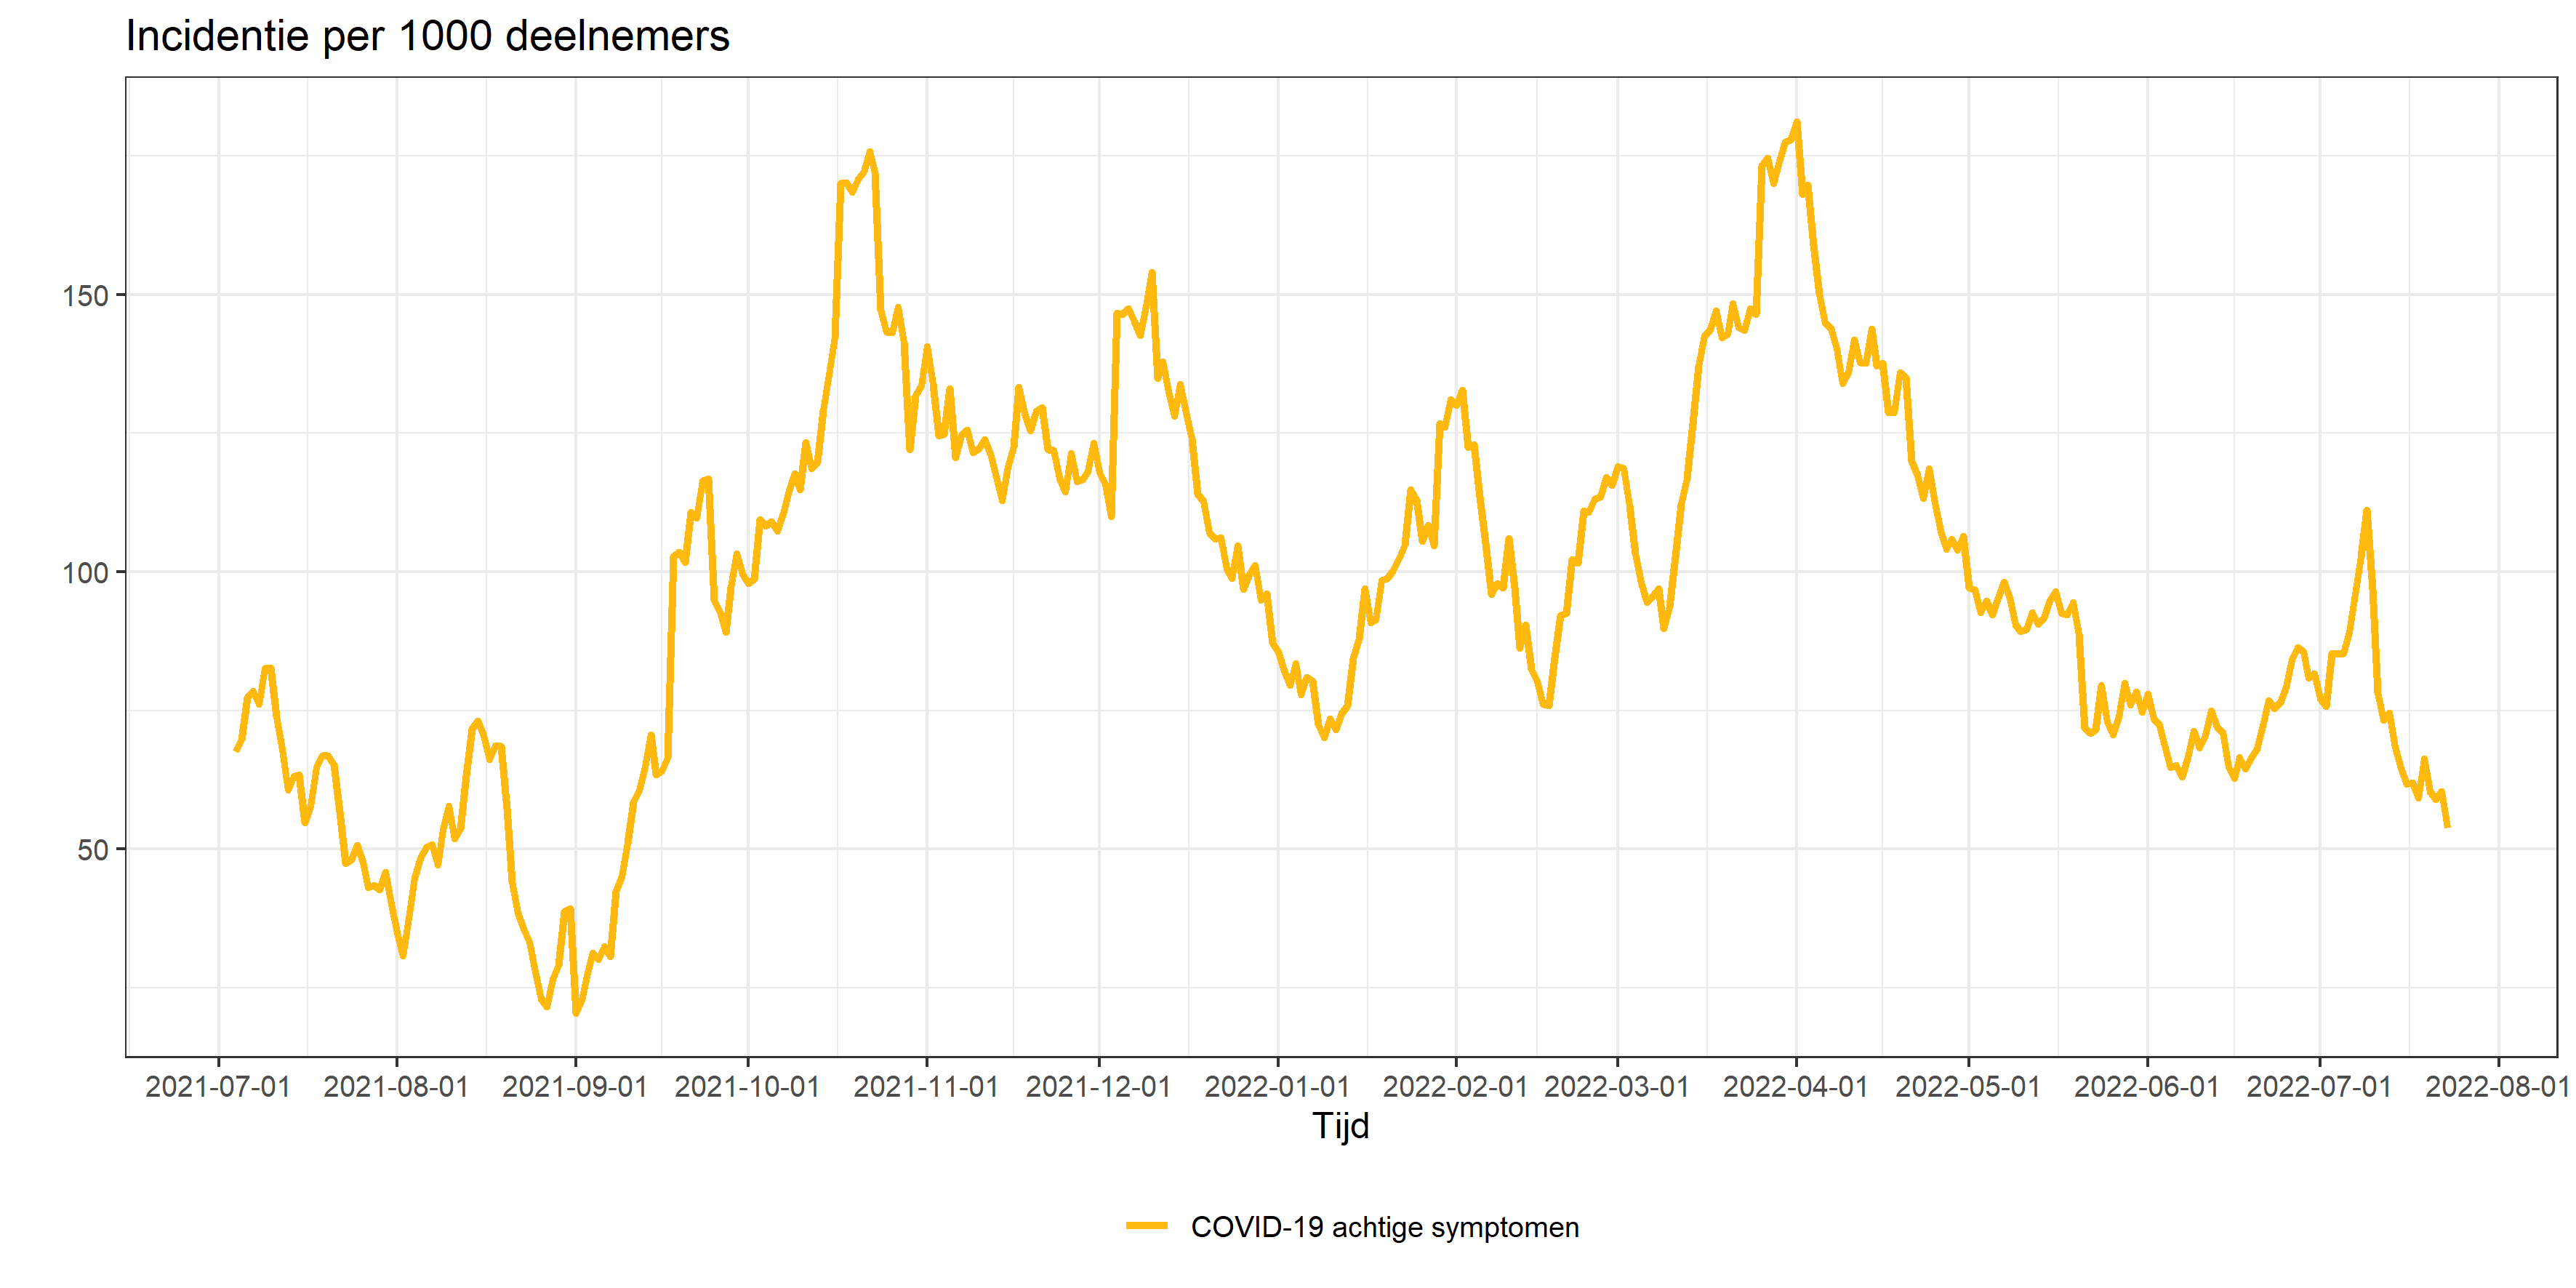 Incidentie per 1000 deelnemers
150
100
50
2021-07-01 2021-08-01 2021-09-01 2021-10-01 2021-11-01 2021-12-01 2022-01-01 2022-02-01 2022-03-01 2022-04-01 2022-05-01 2022-06-01 2022-07-01 2022-08-01
Tijd
COVID-19 achtige symptomen